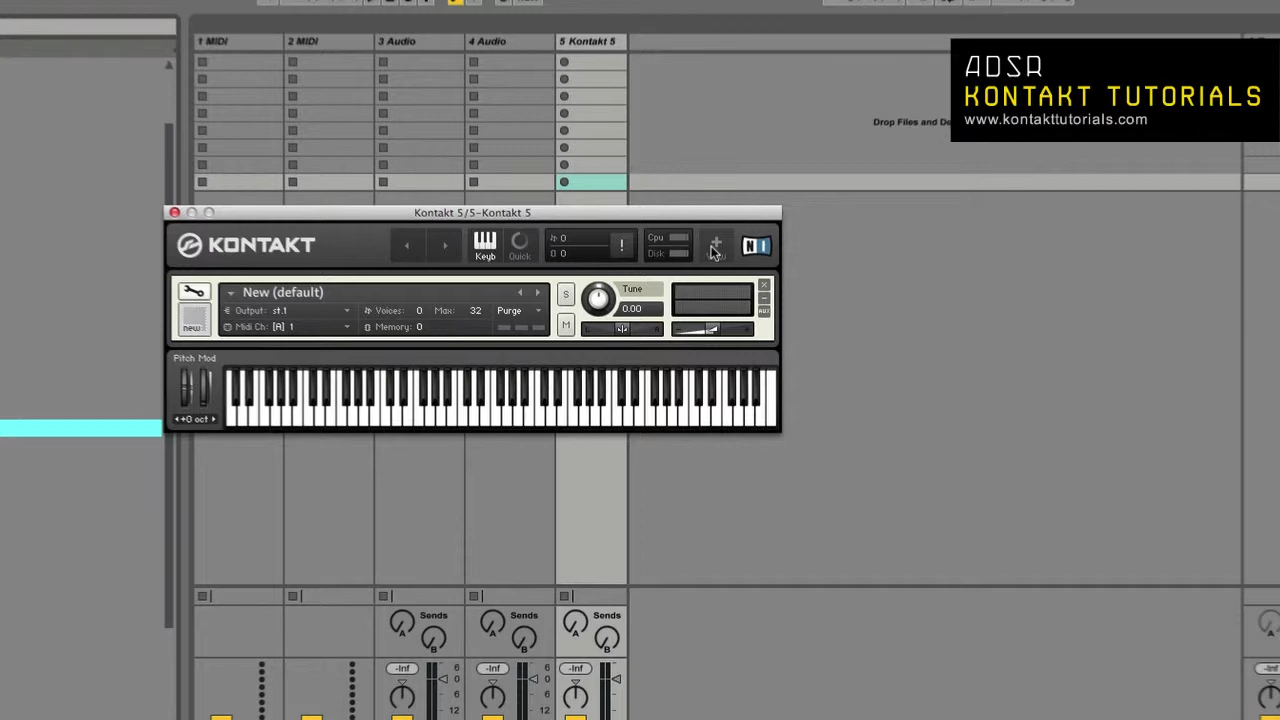 1 MIDI
2 MIDI
3 Audio
4 Audio
5 Kontakt 5
ADSR
KONTAKT TUTORIALS
www.kontakttutorials.com
Drop Files and De
Kontakt 5/5-Kontakt 5
KONTAKT
Keyb
Quick
0
0 0
!
Cpu
Disk
NI
New (default)
Output: st.1
Voices: 0 Max: 32 Purge
Midi Ch: [A] 1
Memory: 0
new
S
M
Tune
0.00
L
R
AUX
Pitch Mod
+0 oct
Sends
A
B
Sends
A
B
Sends
A
B
A
-Inf
6
0
6
12
-Inf
6
0
6
12
-Inf
-Inf